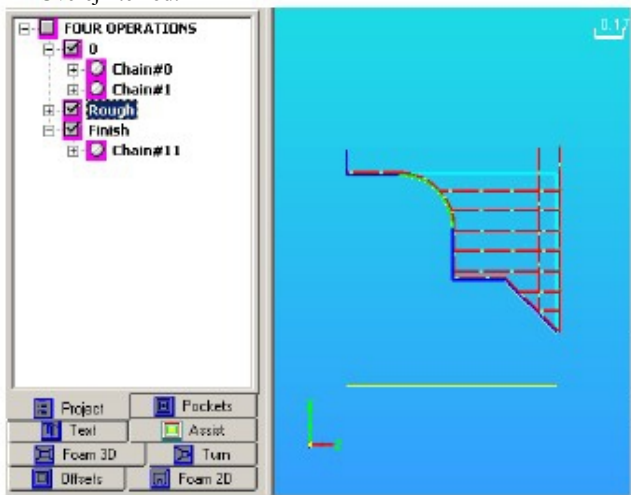 FOUR OPERATIONS
0
Chain#0
Chain#1
Rough
Finish
Chain#11
0.17
Project
Pockets
Text
Assist
Foam 3D
Turn
Offsets
Foam 2D